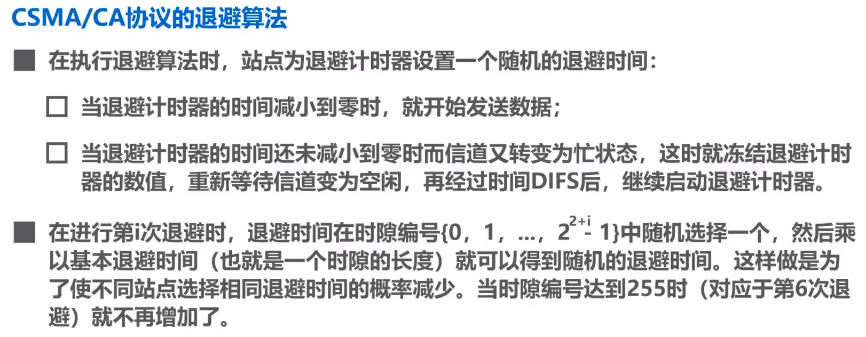 CSMA/CA协议的退避算法
在执行退避算法时，站点为退避计时器设置一个随机的退避时间：
当退避计时器的时间减小到零时，就开始发送数据；
当退避计时器的时间还未减小到零时而信道又转变为忙状态，这时就冻结退避计时
器的数值，重新等待信道变为空闲，再经过时间DIFS后，继续启动退避计时器。
在进行第i次退避时，退避时间在时隙编号{0，1，...，2^{2+i} - 1}中随机选择一个，然后乘
以基本退避时间（也就是一个时隙的长度）就可以得到随机的退避时间。这样做是为
了使不同站点选择相同退避时间的概率减少。当时隙编号达到255时（对应于第6次退
避）就不再增加了。